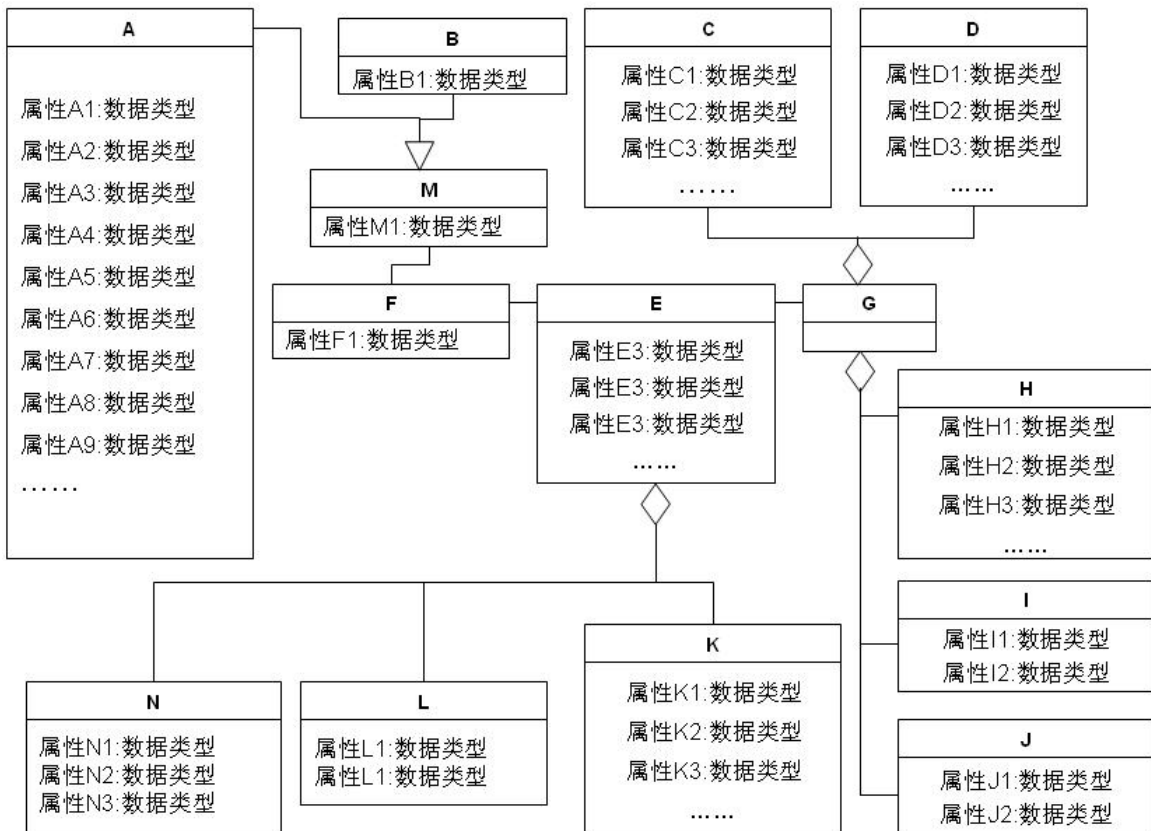 A
属性A1:数据类型
属性A2:数据类型
属性A3:数据类型
属性A4:数据类型
属性A5:数据类型
属性A6:数据类型
属性A7:数据类型
属性A8:数据类型
属性A9:数据类型
……
B
属性B1:数据类型
C
属性C1:数据类型
属性C2:数据类型
属性C3:数据类型
……
D
属性D1:数据类型
属性D2:数据类型
属性D3:数据类型
……
M
属性M1:数据类型
F
属性F1:数据类型
E
属性E3:数据类型
属性E3:数据类型
属性E3:数据类型
……
G
H
属性H1:数据类型
属性H2:数据类型
属性H3:数据类型
……
I
属性I1:数据类型
属性I2:数据类型
N
属性N1:数据类型
属性N2:数据类型
属性N3:数据类型
L
属性L1:数据类型
属性L1:数据类型
K
属性K1:数据类型
属性K2:数据类型
属性K3:数据类型
……
J
属性J1:数据类型
属性J2:数据类型